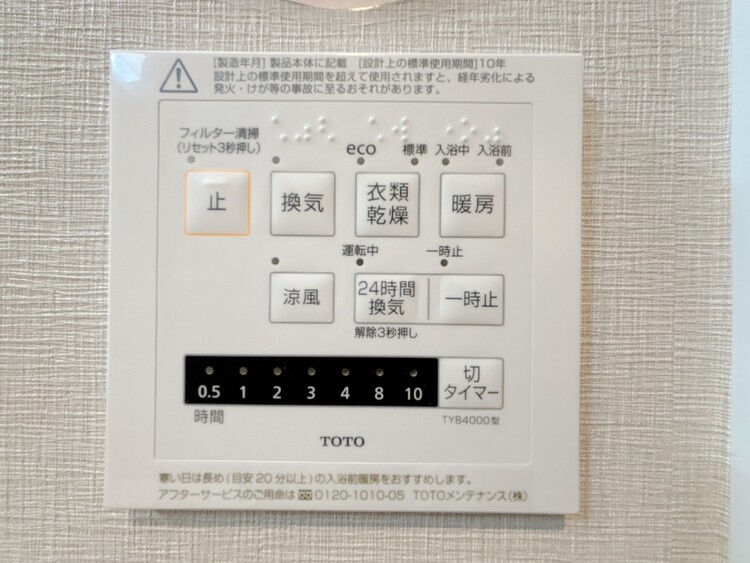 [製造年月] 製品本体に記載 [設計上の標準使用期間]10年
設計上の標準使用期間を超えて使用されますと、経年劣化による
発火・けが等の事故に至るおそれがあります。
フィルター清掃
(リセット3秒押し)
eco 標準 入浴中 入浴前
止 換気 衣類
乾燥 暖房
運転中 一時止
涼風 24時間
換気 一時止
解除3秒押し
0.5 1 2 3 4 8 10 切
タイマー
時間 TYB4000型
TOTO
寒い日は長め(目安20分以上)の入浴前暖房をおすすめします。
アフターサービスのご用命は 0120-1010-05 TOTOメンテナンス(株)